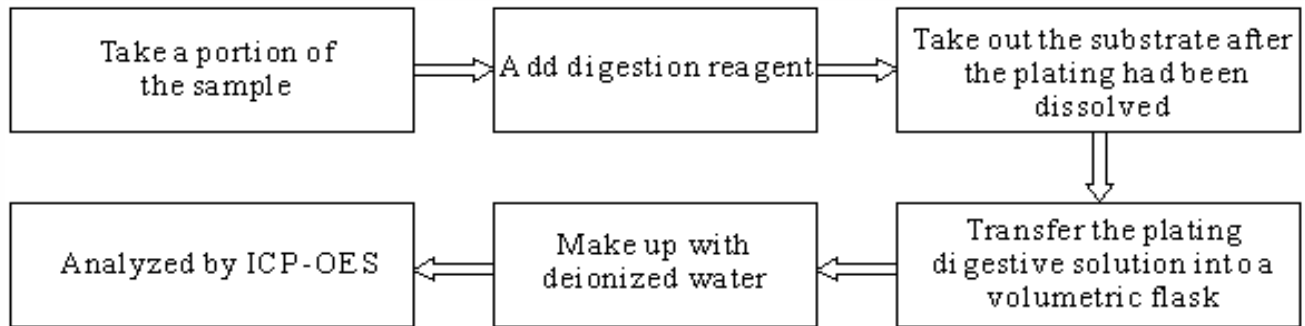 Take a portion of
the sample
Add digestion reagent
Take out the substrate after
the plating had been
dissolved
Transfer the plating
digestive solution into a
volumetric flask
Make up with
deionized water
Analyzed by ICP-OES